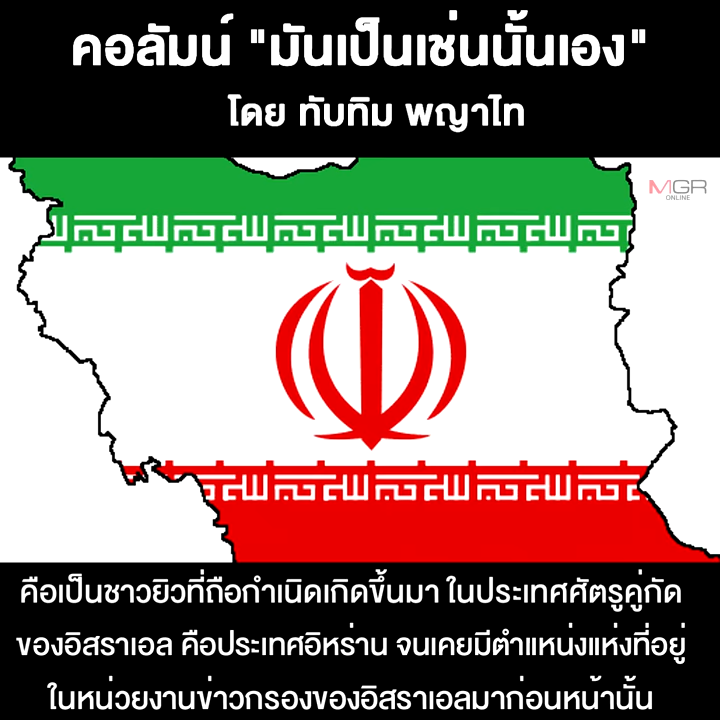 คอลัมน์ "มันเป็นเช่นนั้นเอง"
โดย ทับทิม พญาไท
MGR
ONLINE
คือเป็นชาวยิวที่ถือกำเนิดเกิดขึ้นมา ในประเทศศัตรูคู่กัด
ของอิสราเอล คือประเทศอิหร่าน จนเคยมีตำแหน่งแห่งที่อยู่
ในหน่วยงานข่าวกรองของอิสราเอลมาก่อนหน้านั้น